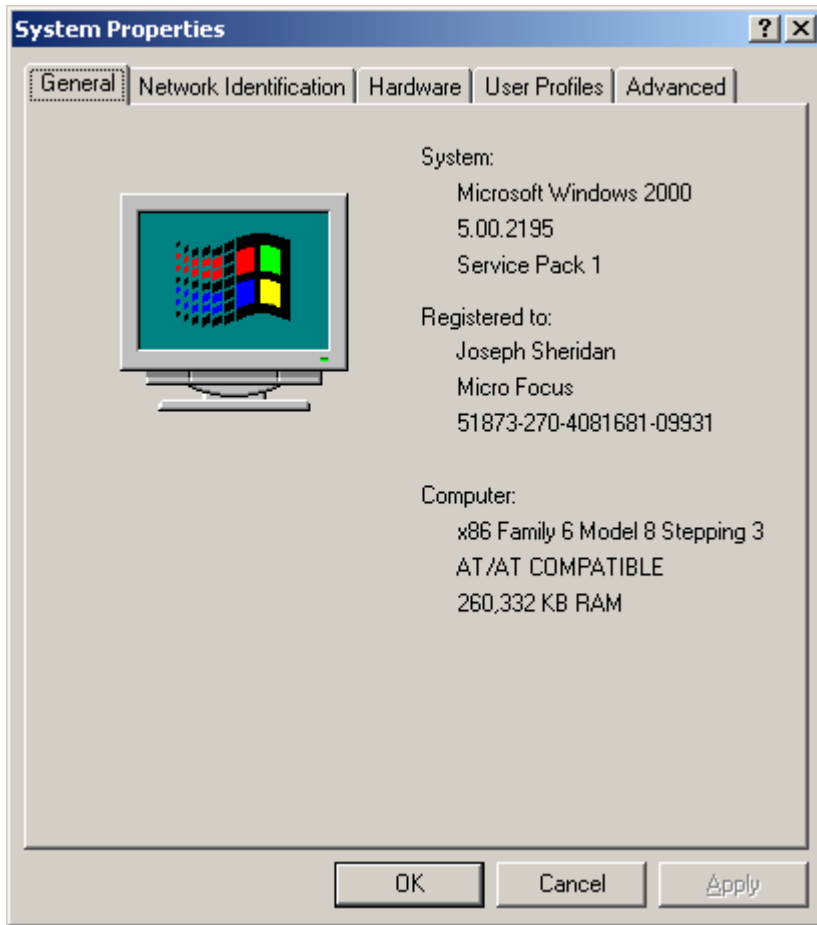 System Properties
General
Network Identification
Hardware
User Profiles
Advanced
System:
Microsoft Windows 2000
5.00.2195
Service Pack 1
Registered to:
Joseph Sheridan
Micro Focus
51873-270-4081681-09931
Computer:
x86 Family 6 Model 8 Stepping 3
AT/AT COMPATIBLE
260,332 KB RAM
OK
Cancel
Apply